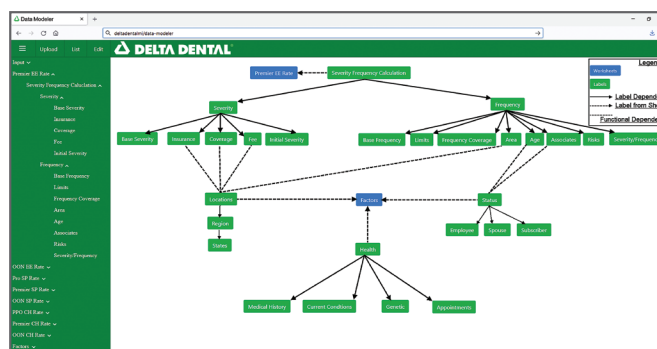 Data Modeler
deltadentalml/data-modeler
Upload List Edit
DELTA DENTAL
Input
Premier EE Rate
Severity Frequency Calculation
Severity
Base Severity
Insurance
Coverage
Fee
Initial Severity
Frequency
Base Frequency
Limits
Frequency Coverage
Area
Age
Associates
Risks
Severity/Frequency
OON EE Rate
Pro SP Rate
Premier SP Rate
OON SP Rate
PPO CH Rate
Premier CH Rate
OON CH Rate
Factors
Premier EE Rate Severity Frequency Calculation
Legen
Worksheets
Labels
Label Depende
Label from She
Functional Depende
Severity Frequency
Base Severity Insurance Coverage Fee Initial Severity Base Frequency Limits Frequency Coverage Area Age Associates Risks Severity/Frequen
Locations Factors Status
Region
States
Employee Spouse Subscriber
Health
Medical History Current Conditions Genetic Appointments